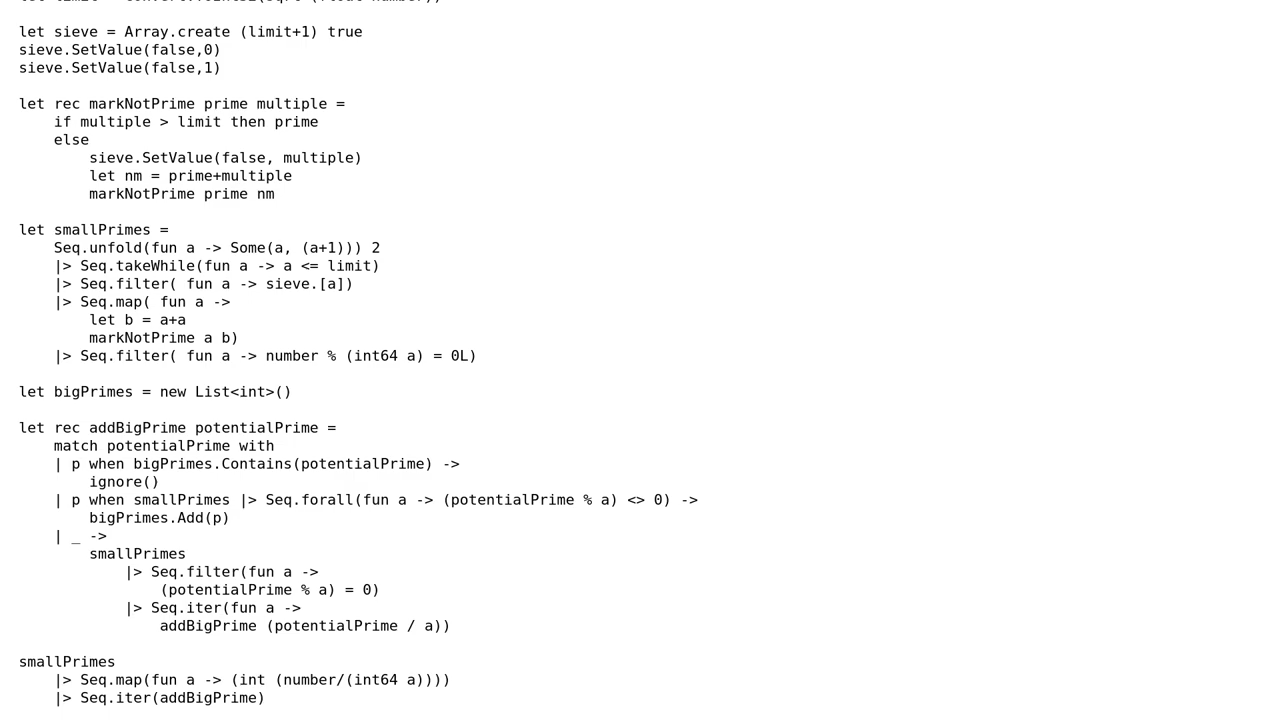 let sieve = Array.create (limit+1) true
sieve.SetValue(false,0)
sieve.SetValue(false,1)
let rec markNotPrime prime multiple =
    if multiple > limit then prime
    else
        sieve.SetValue(false, multiple)
        let nm = prime+multiple
        markNotPrime prime nm
let smallPrimes =
    Seq.unfold(fun a -> Some(a, (a+1))) 2
    |> Seq.takeWhile(fun a -> a <= limit)
    |> Seq.filter( fun a -> sieve.[a])
    |> Seq.map( fun a ->
        let b = a+a
        markNotPrime a b)
    |> Seq.filter( fun a -> number % (int64 a) = 0L)
let bigPrimes = new List<int>()
let rec addBigPrime potentialPrime =
    match potentialPrime with
    | p when bigPrimes.Contains(potentialPrime) ->
        ignore()
    | p when smallPrimes |> Seq.forall(fun a -> (potentialPrime % a) <> 0) ->
        bigPrimes.Add(p)
    | _ ->
        smallPrimes
            |> Seq.filter(fun a ->
                (potentialPrime % a) = 0)
            |> Seq.iter(fun a ->
                addBigPrime (potentialPrime / a))
smallPrimes
    |> Seq.map(fun a -> (int (number/(int64 a))))
    |> Seq.iter(addBigPrime)